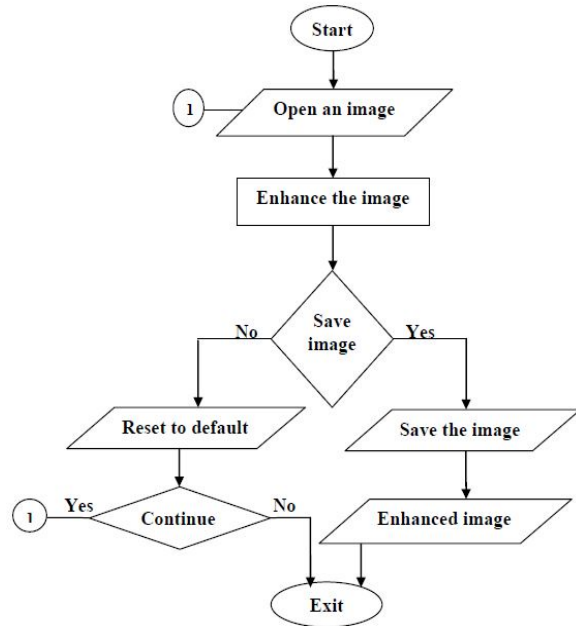 Start
1
Open an image
Enhance the image
Save
image
No
Yes
Reset to default
Save the image
1
Yes
Continue
No
Enhanced image
Exit